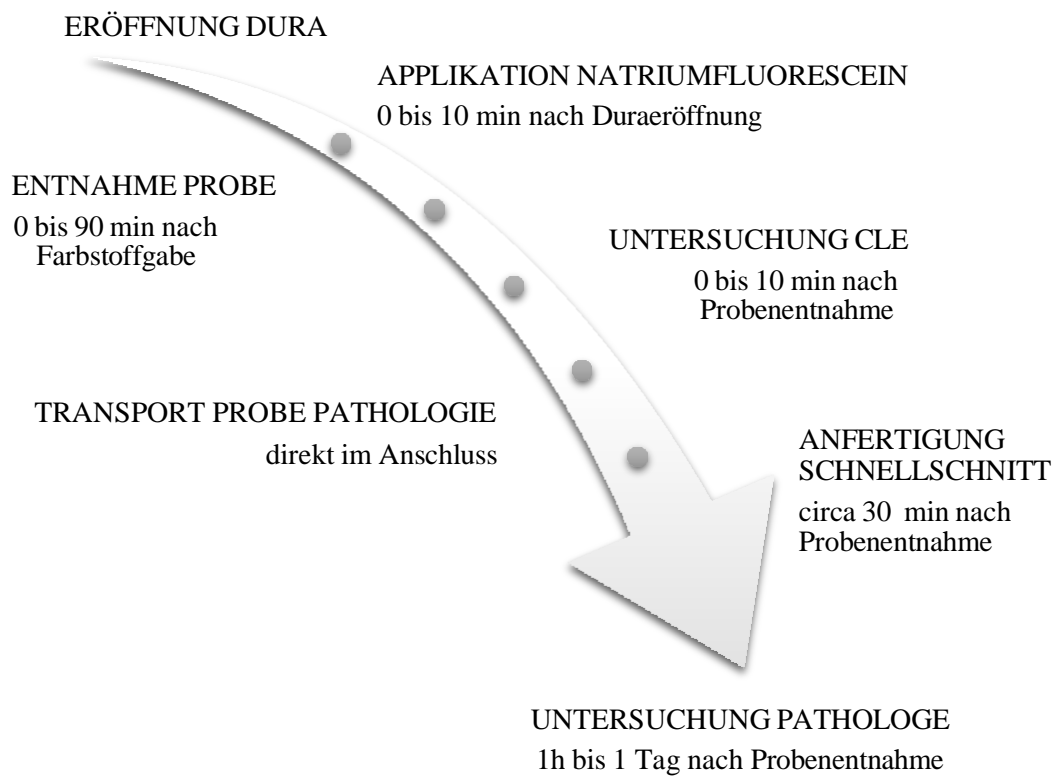 ERÖFFNUNG DURA
APPLIKATION NATRIUMFLUORESCEIN
0 bis 10 min nach Duraeröffnung
ENTNAHME PROBE
0 bis 90 min nach
Farbstoffgabe
UNTERSUCHUNG CLE
0 bis 10 min nach
Probenentnahme
TRANSPORT PROBE PATHOLOGIE
direkt im Anschluss
ANFERTIGUNG
SCHNELLSCHNITT
circa 30 min nach
Probenentnahme
UNTERSUCHUNG PATHOLOGE
1h bis 1 Tag nach Probenentnahme